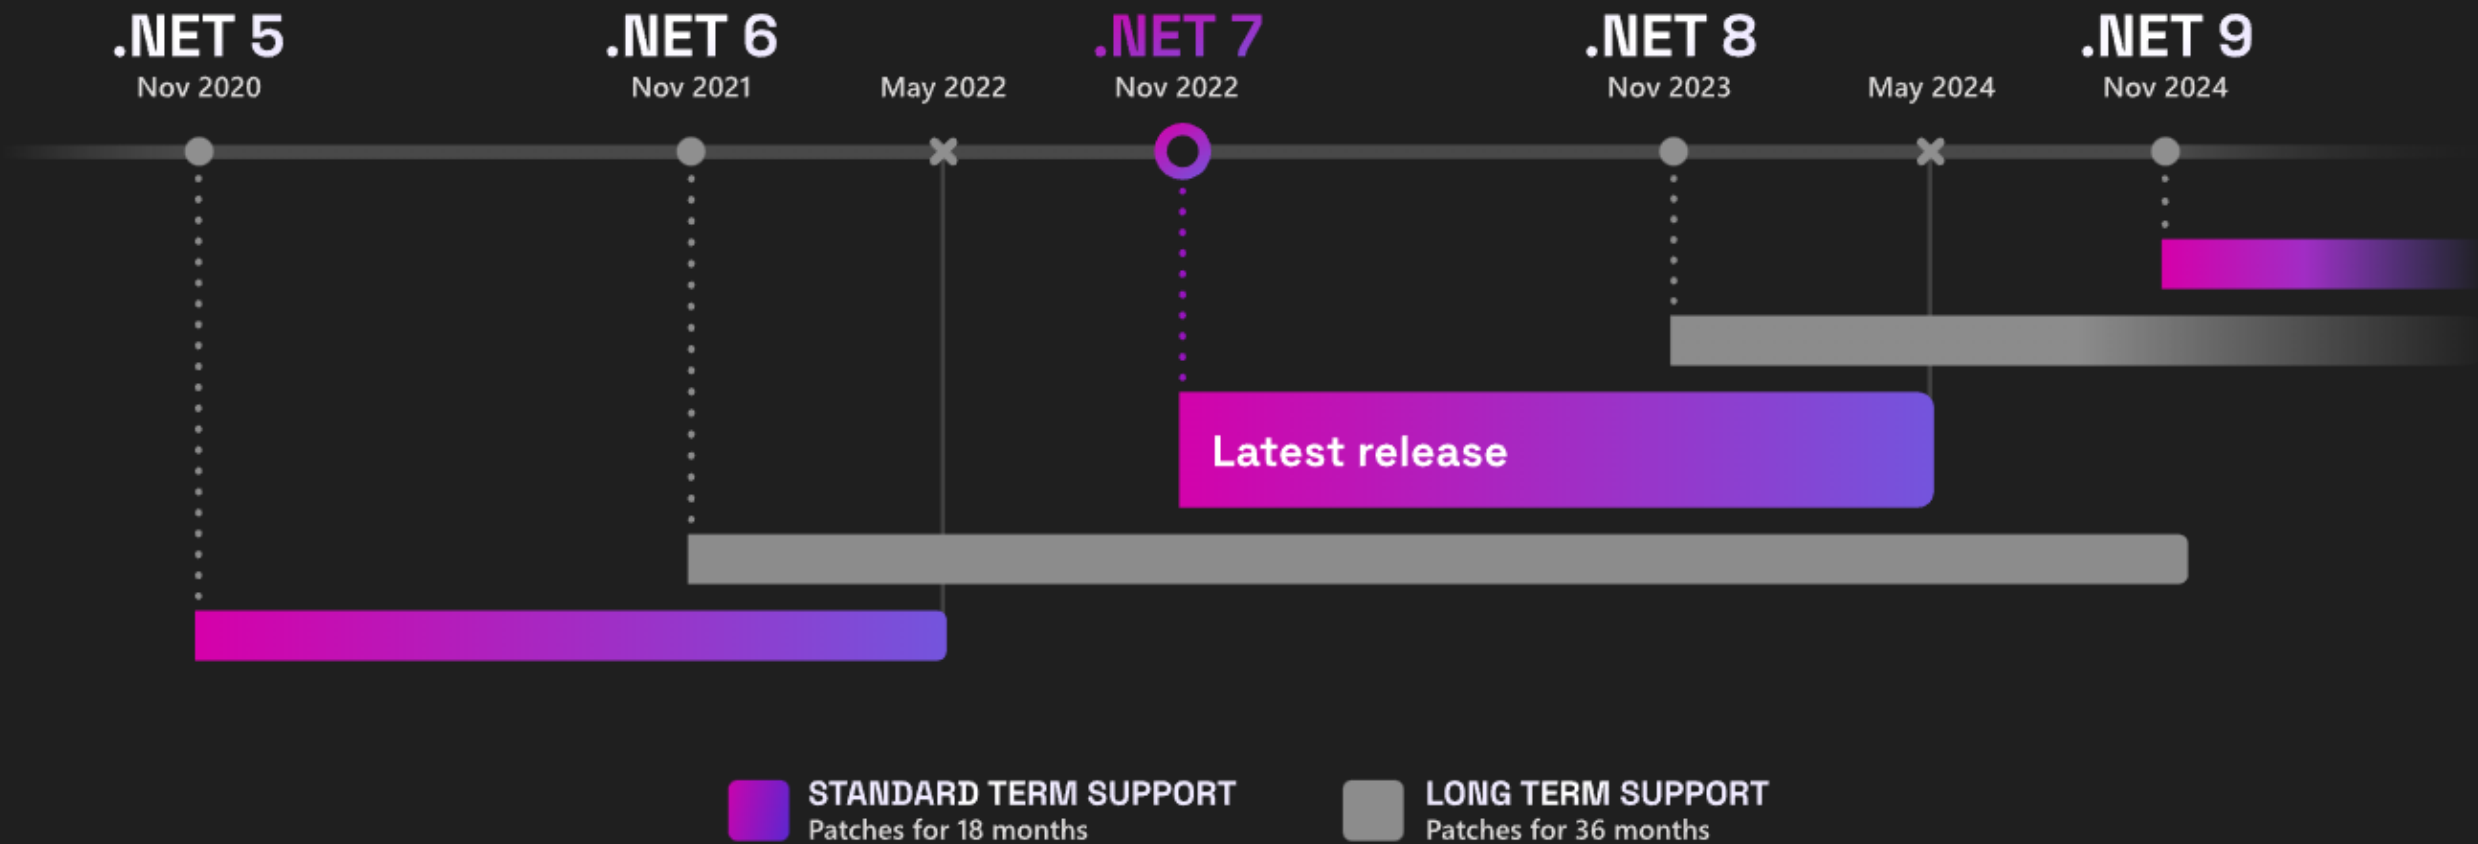 .NET 5
Nov 2020
.NET 6
Nov 2021
May 2022
.NET 7
Nov 2022
.NET 8
Nov 2023
May 2024
.NET 9
Nov 2024
Latest release
STANDARD TERM SUPPORT
Patches for 18 months
LONG TERM SUPPORT
Patches for 36 months